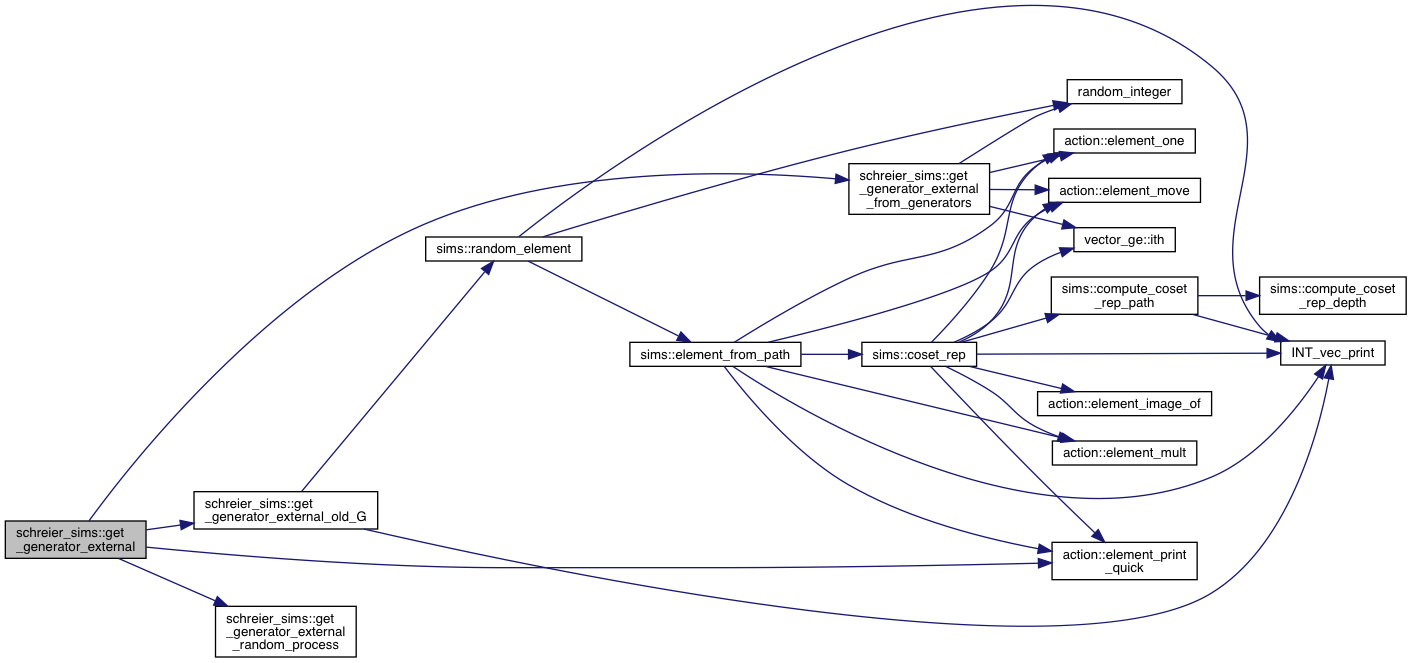 random_integer
action::element_one
schreier_sims::get
_generator_external
_from_generators
action::element_move
sims::random_element
vector_ge::ith
sims::compute_coset
_rep_path
sims::compute_coset
_rep_depth
sims::element_from_path
sims::coset_rep
INT_vec_print
action::element_image_of
action::element_mult
schreier_sims::get
_generator_external_old_G
schreier_sims::get
_generator_external
action::element_print
_quick
schreier_sims::get
_generator_external
_random_process